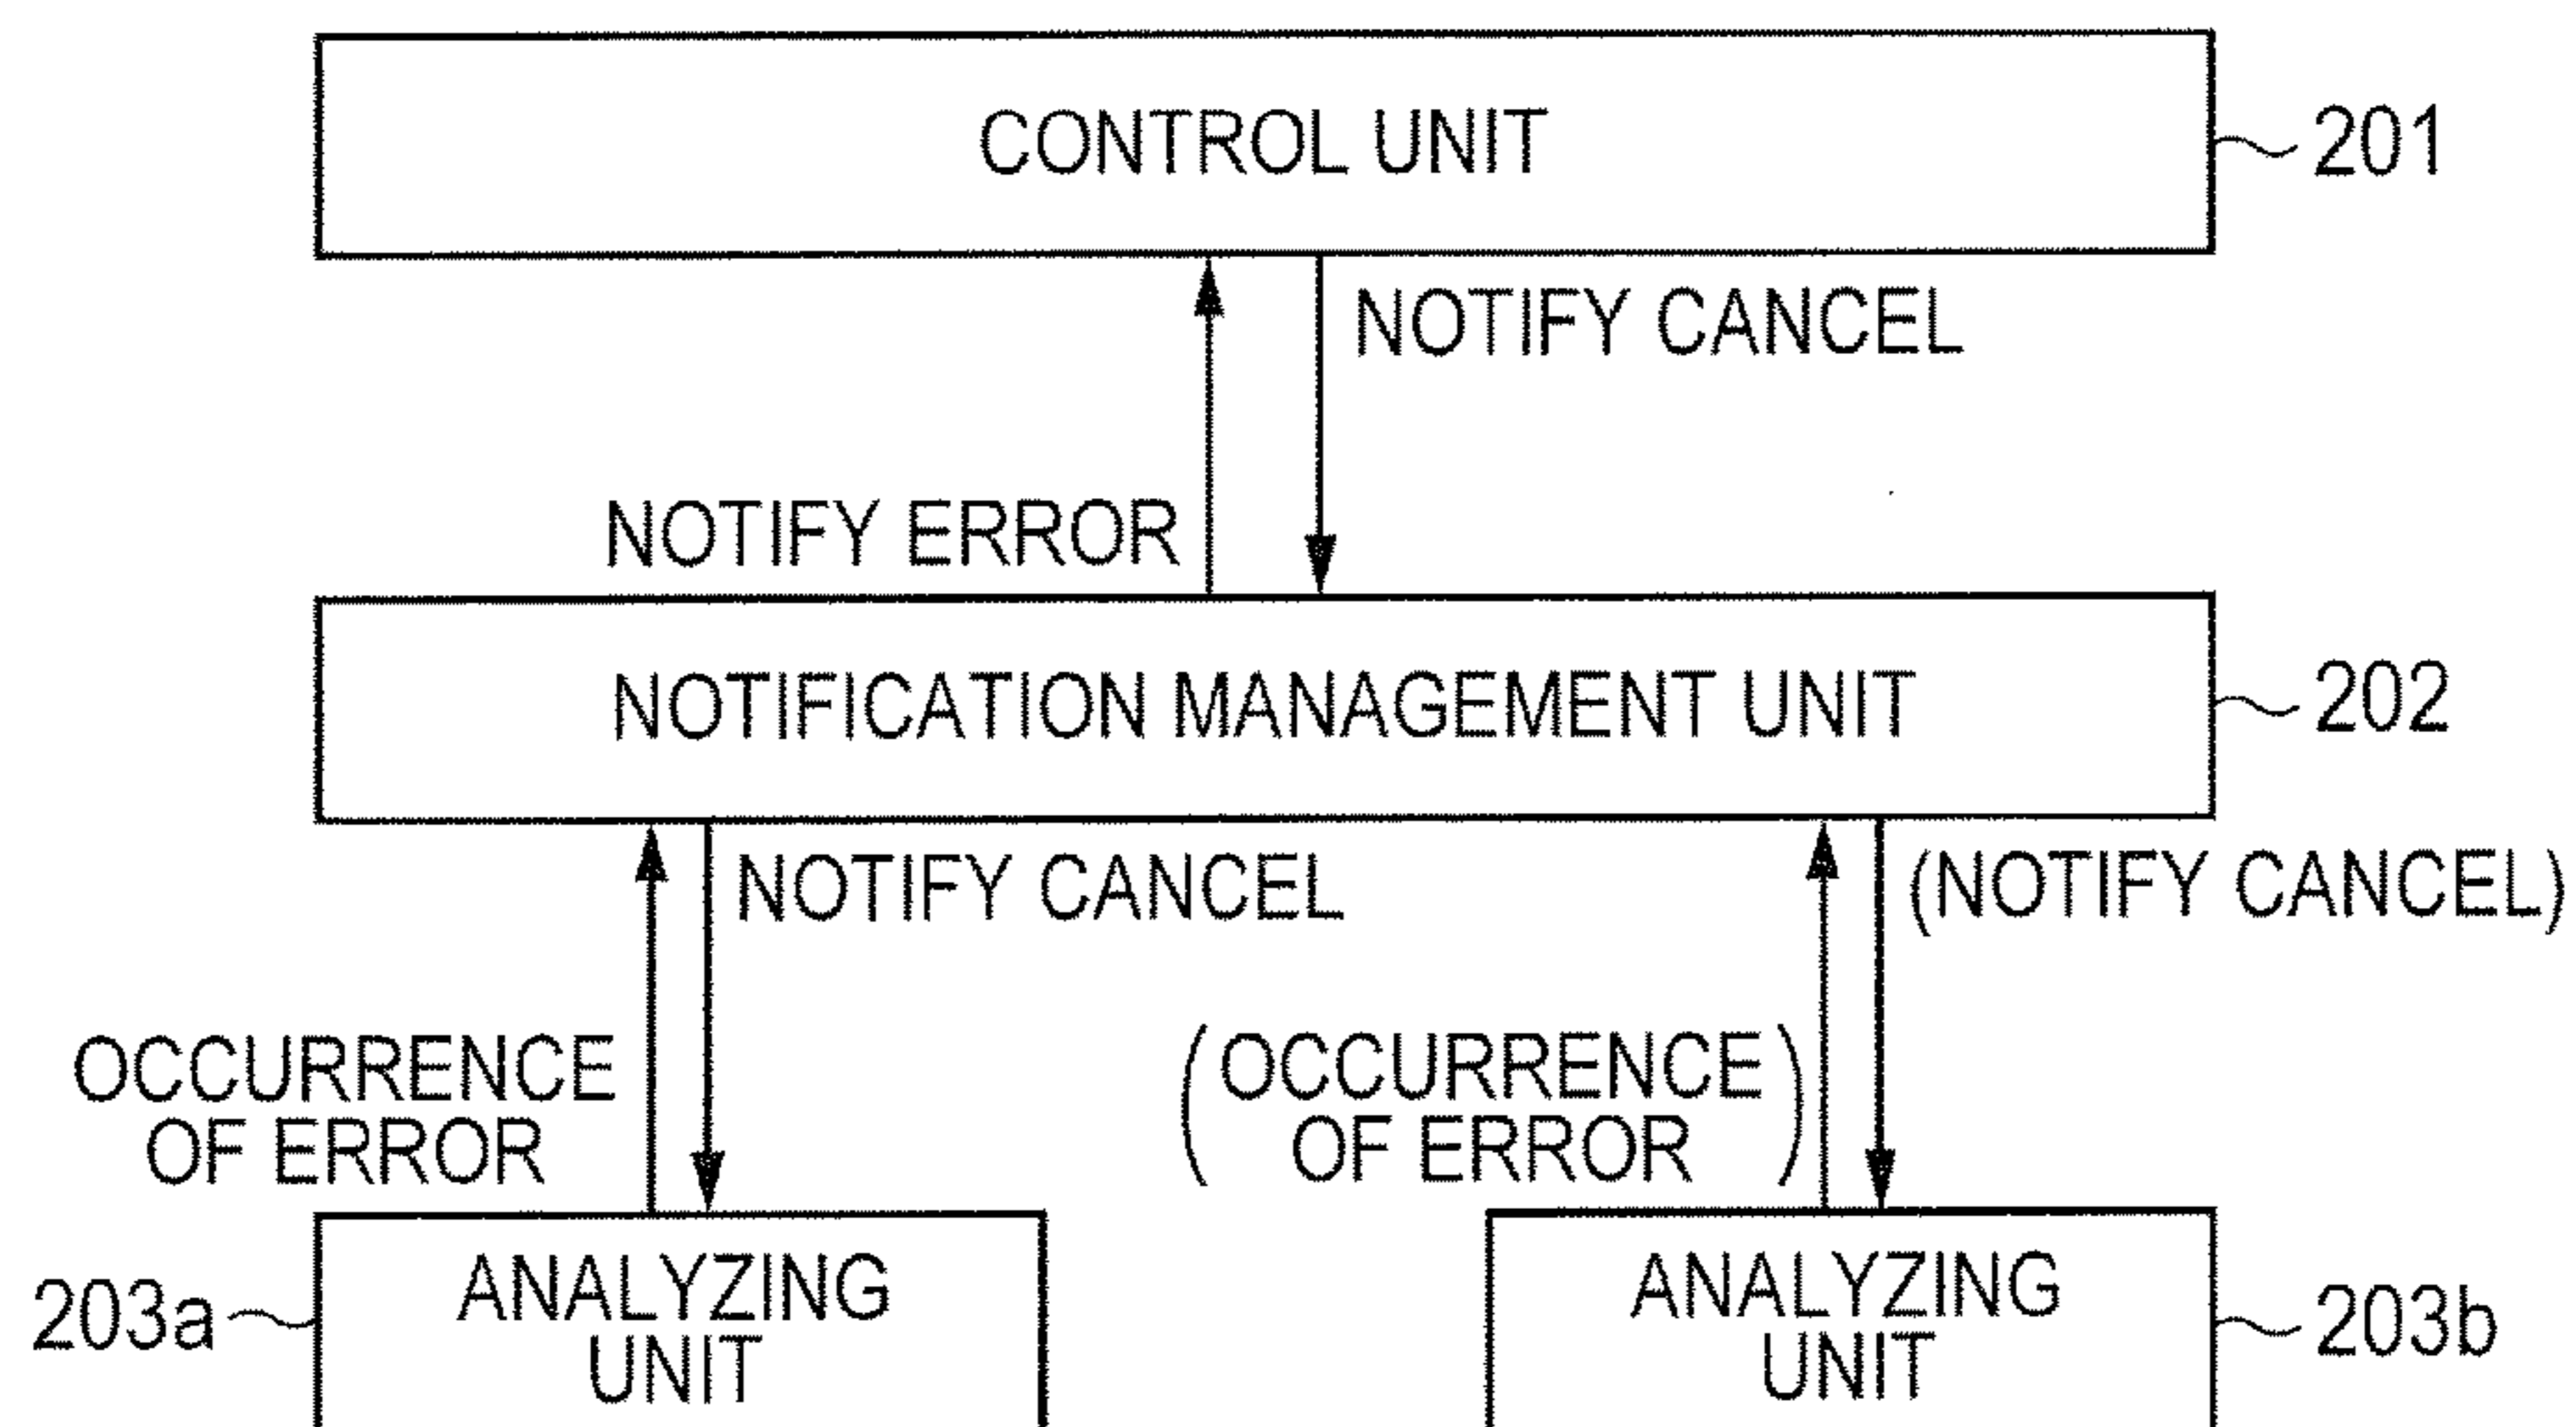 CONTROL UNIT
201
NOTIFY CANCEL
NOTIFY ERROR
NOTIFICATION MANAGEMENT UNIT
202
NOTIFY CANCEL
(NOTIFY CANCEL)
OCCURRENCE
OF ERROR
(OCCURRENCE
OF ERROR)
203a
ANALYZING
UNIT
ANALYZING
UNIT
203b